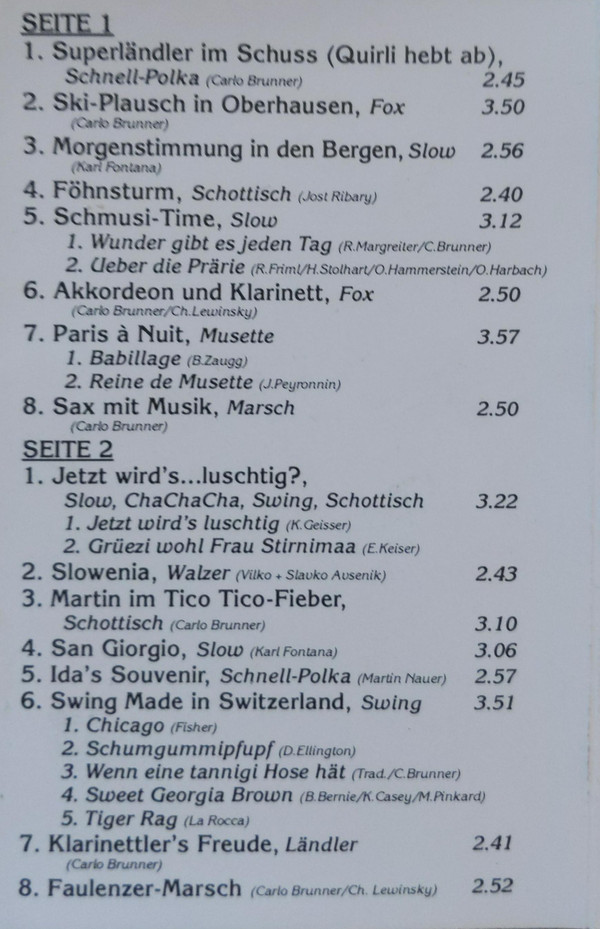 SEITE 1
1. Superländler im Schuss (Quirli hebt ab),
Schnell-Polka (Carlo Brunner) 2.45
2. Ski-Plausch in Oberhausen, Fox 3.50
(Carlo Brunner)
3. Morgenstimmung in den Bergen, Slow 2.56
(Karl Fontana)
4. Föhnsturm, Schottisch (Jost Ribary) 2.40
5. Schmusi-Time, Slow 3.12
1. Wunder gibt es jeden Tag (R.Margreiter/C.Brunner)
2. Ueber die Prärie (R.Friml/H.Stolhart/O.Hammerstein/O.Harbach)
6. Akkordeon und Klarinett, Fox 2.50
(Carlo Brunner/Ch.Lewinsky)
7. Paris à Nuit, Musette 3.57
1. Babillage (B.Zaugg)
2. Reine de Musette (J.Peyronnin)
8. Sax mit Musik, Marsch 2.50
(Carlo Brunner)
SEITE 2
1. Jetzt wird's...luschtig?,
Slow, ChaChaCha, Swing, Schottisch 3.22
1. Jetzt wird's luschtig (K.Geisser)
2. Grüezi wohl Frau Stirnimaa (E.Keiser)
2. Slowenia, Walzer (Vilko + Slavko Avsenik) 2.43
3. Martin im Tico Tico-Fieber,
Schottisch (Carlo Brunner) 3.10
4. San Giorgio, Slow (Karl Fontana) 3.06
5. Ida's Souvenir, Schnell-Polka (Martin Nauer) 2.57
6. Swing Made in Switzerland, Swing 3.51
1. Chicago (Fisher)
2. Schumgummipfupf (D.Ellington)
3. Wenn eine tannigi Hose hät (Trad./C.Brunner)
4. Sweet Georgia Brown (B.Bernie/K.Casey/M.Pinkard)
5. Tiger Rag (La Rocca)
7. Klarinettler's Freude, Ländler 2.41
(Carlo Brunner)
8. Faulenzer-Marsch (Carlo Brunner/Ch. Lewinsky) 2.52